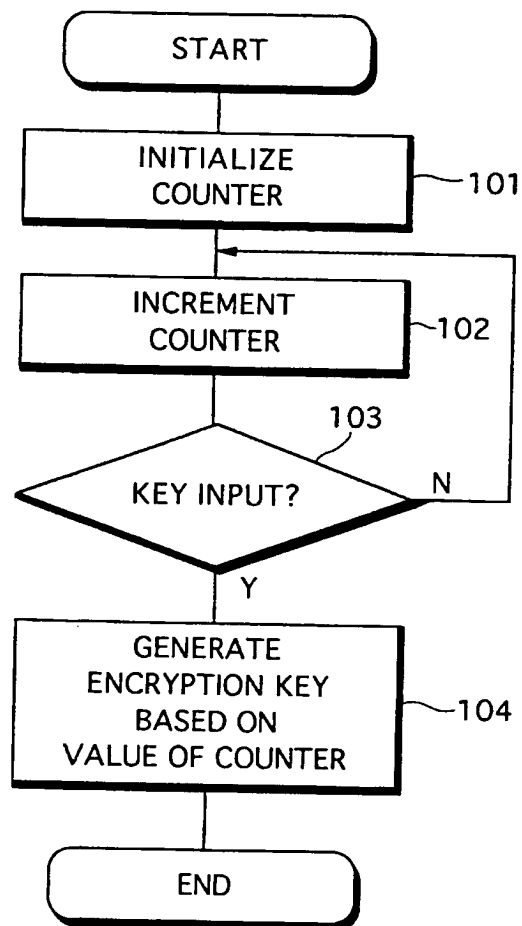 START
INITIALIZE
COUNTER
101
INCREMENT
COUNTER
102
103
KEY INPUT?
N
Y
GENERATE
ENCRYPTION KEY
BASED ON
VALUE OF COUNTER
104
END